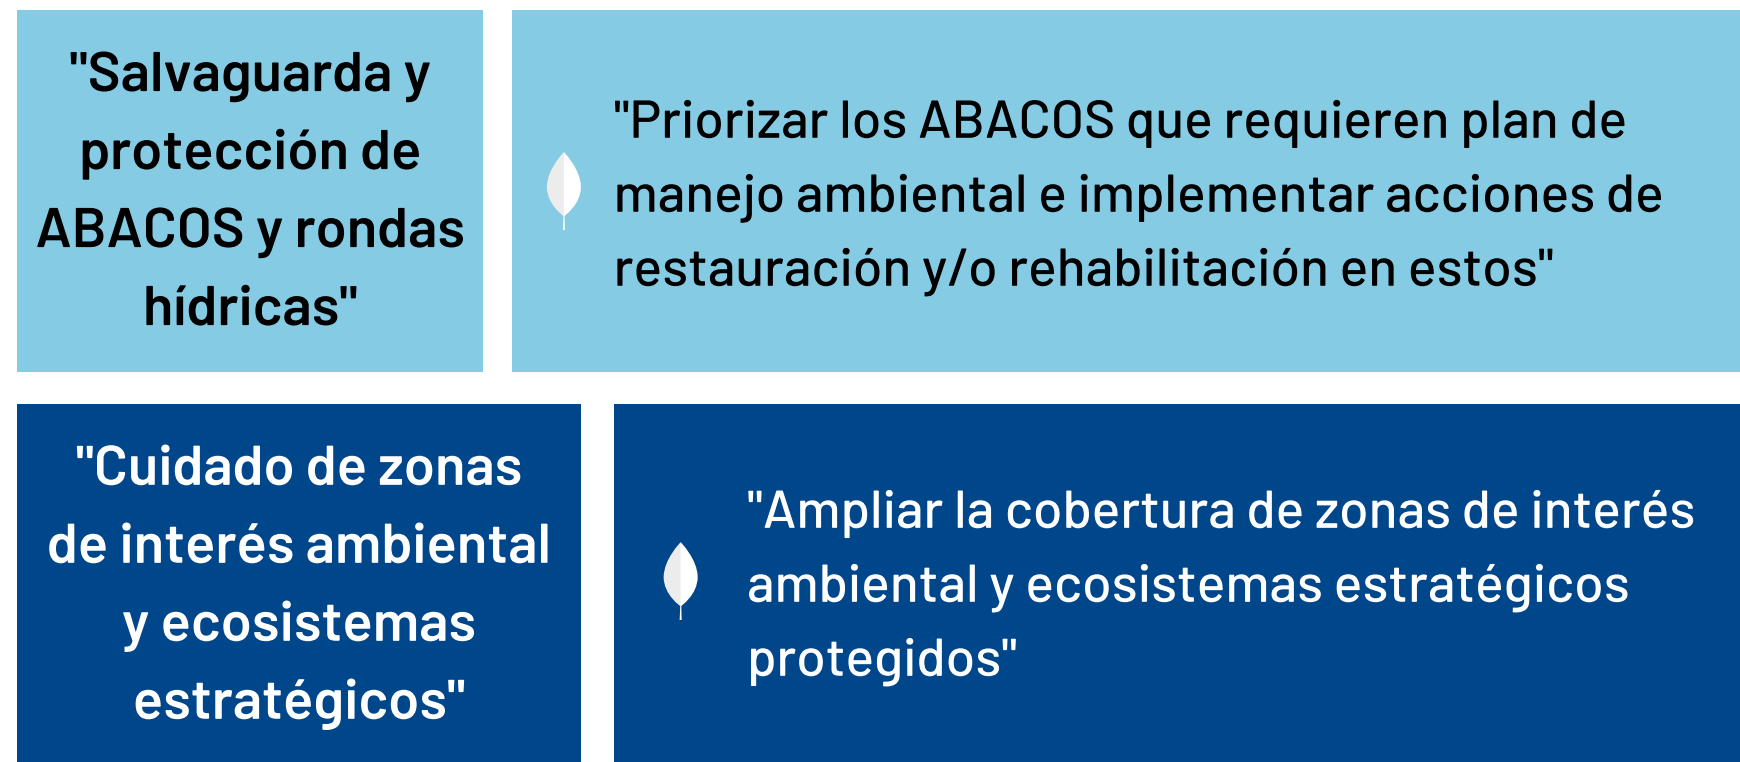 "Salvaguarda y
protección de
ABACOS y rondas
hídricas"
"Priorizar los ABACOS que requieren plan de
manejo ambiental e implementar acciones de
restauración y/o rehabilitación en estos"
"Cuidado de zonas
de interés ambiental
y ecosistemas
estratégicos"
"Ampliar la cobertura de zonas de interés
ambiental y ecosistemas estratégicos
protegidos"